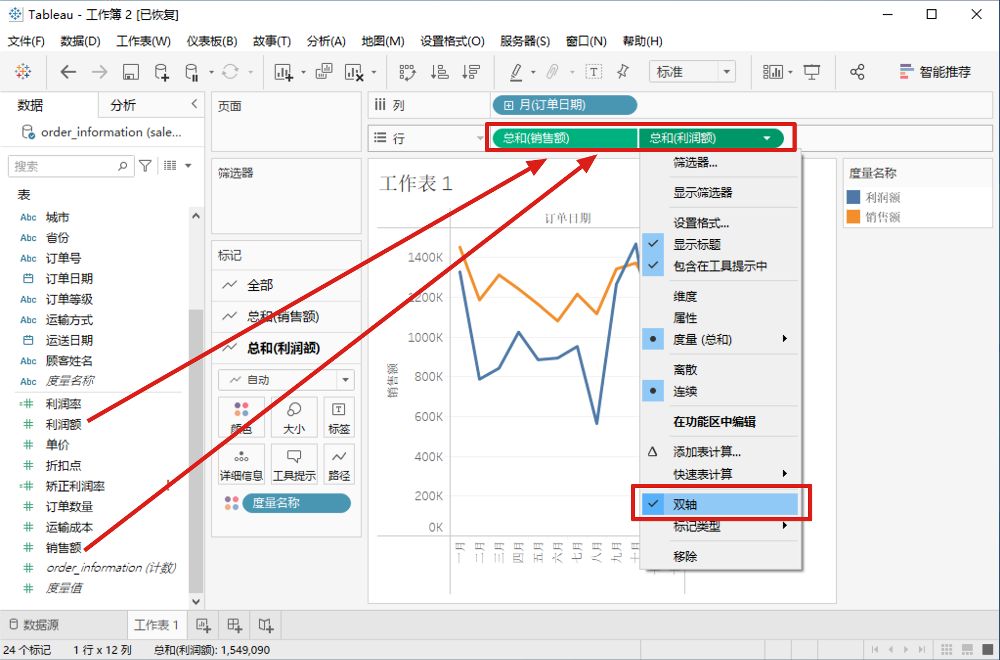 Tableau - 工作簿 2 [已恢复]
文件(F) 数据(D) 工作表(W) 仪表板(B) 故事(T) 分析(A) 地图(M) 设置格式(O) 服务器(S) 窗口(N) 帮助(H)
标准
智能推荐
数据
分析
order_information (sale...
搜索
表
Abc 城市
Abc 省份
Abc 订单号
订单日期
Abc 订单等级
Abc 运输方式
运送日期
Abc 顾客姓名
Abc 度量名称
=# 利润率
# 利润额
# 单价
# 折扣点
=# 矫正利润率
# 订单数量
# 运输成本
# 销售额
# order_information (计数)
# 度量值
页面
筛选器
标记
全部
总和(销售额)
总和(利润额)
自动
颜色
大小
标签
详细信息
工具提示
路径
度量名称
列
月(订单日期)
行
总和(销售额)
总和(利润额)
工作表 1
订单日期
1400K
1200K
1000K
800K
600K
400K
200K
0K
销售额
一月
二月
三月
四月
五月
六月
七月
八月
九月
十月
筛选器...
显示筛选器
设置格式...
显示标题
包含在工具提示中
维度
属性
度量 (总和)
离散
连续
在功能区中编辑
添加表计算...
快速表计算
双轴
标记类型
移除
度量名称
利润额
销售额
数据源
工作表 1
24 个标记 1 行 x 12 列 总和(利润额): 1,549,090